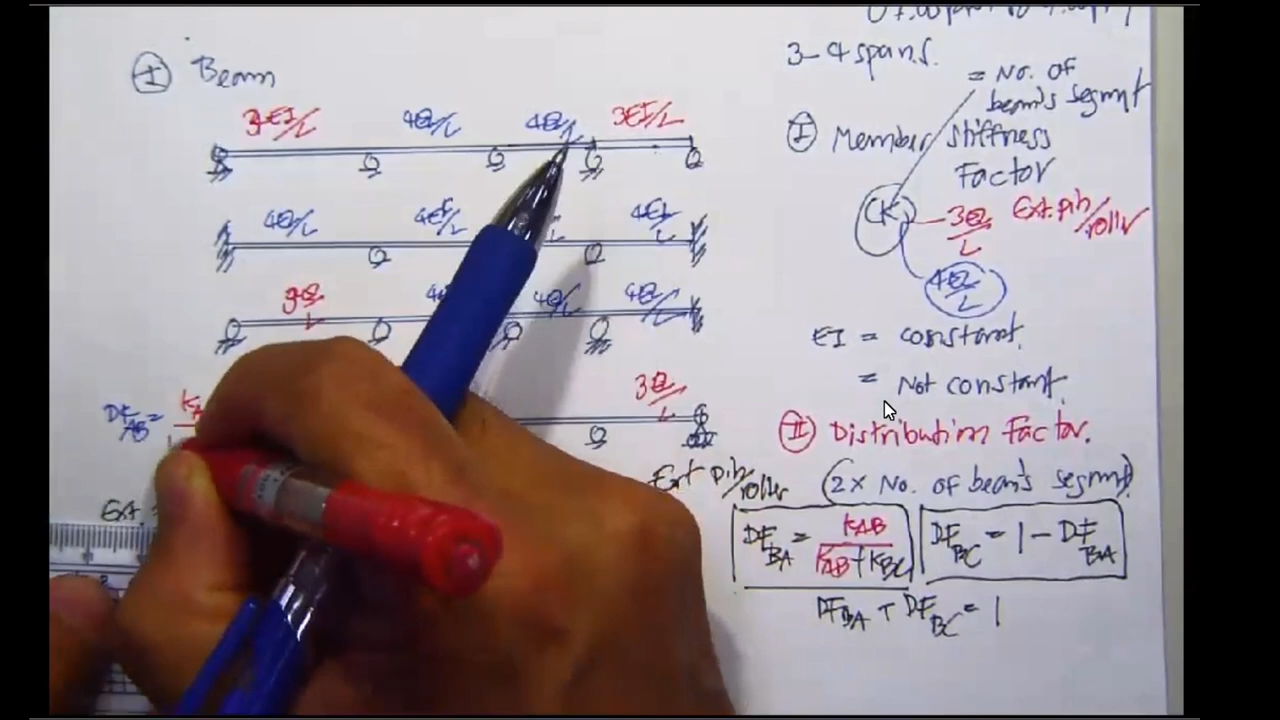 3-4 spans.
= No. of
beam's segmnt
I Beam
3EI/L 4EI/L 4EI/L 3EI/L
I Member stiffness
Factor
4EI/L 4EI/L 4EI/L
K 3EI/L Ext. pin/roller
4EI/L
3EI/L 4EI/L 4EI/L
EI = constant.
= Not constant.
3EI/L
DF AB =
II Distribution Factor.
Ext pin/roller (2x No. of beam's segmnt)
DF BA = KAB / KAB + KBC
DF BC = 1 - DF BA
DF BA + DF BC = 1
Ext